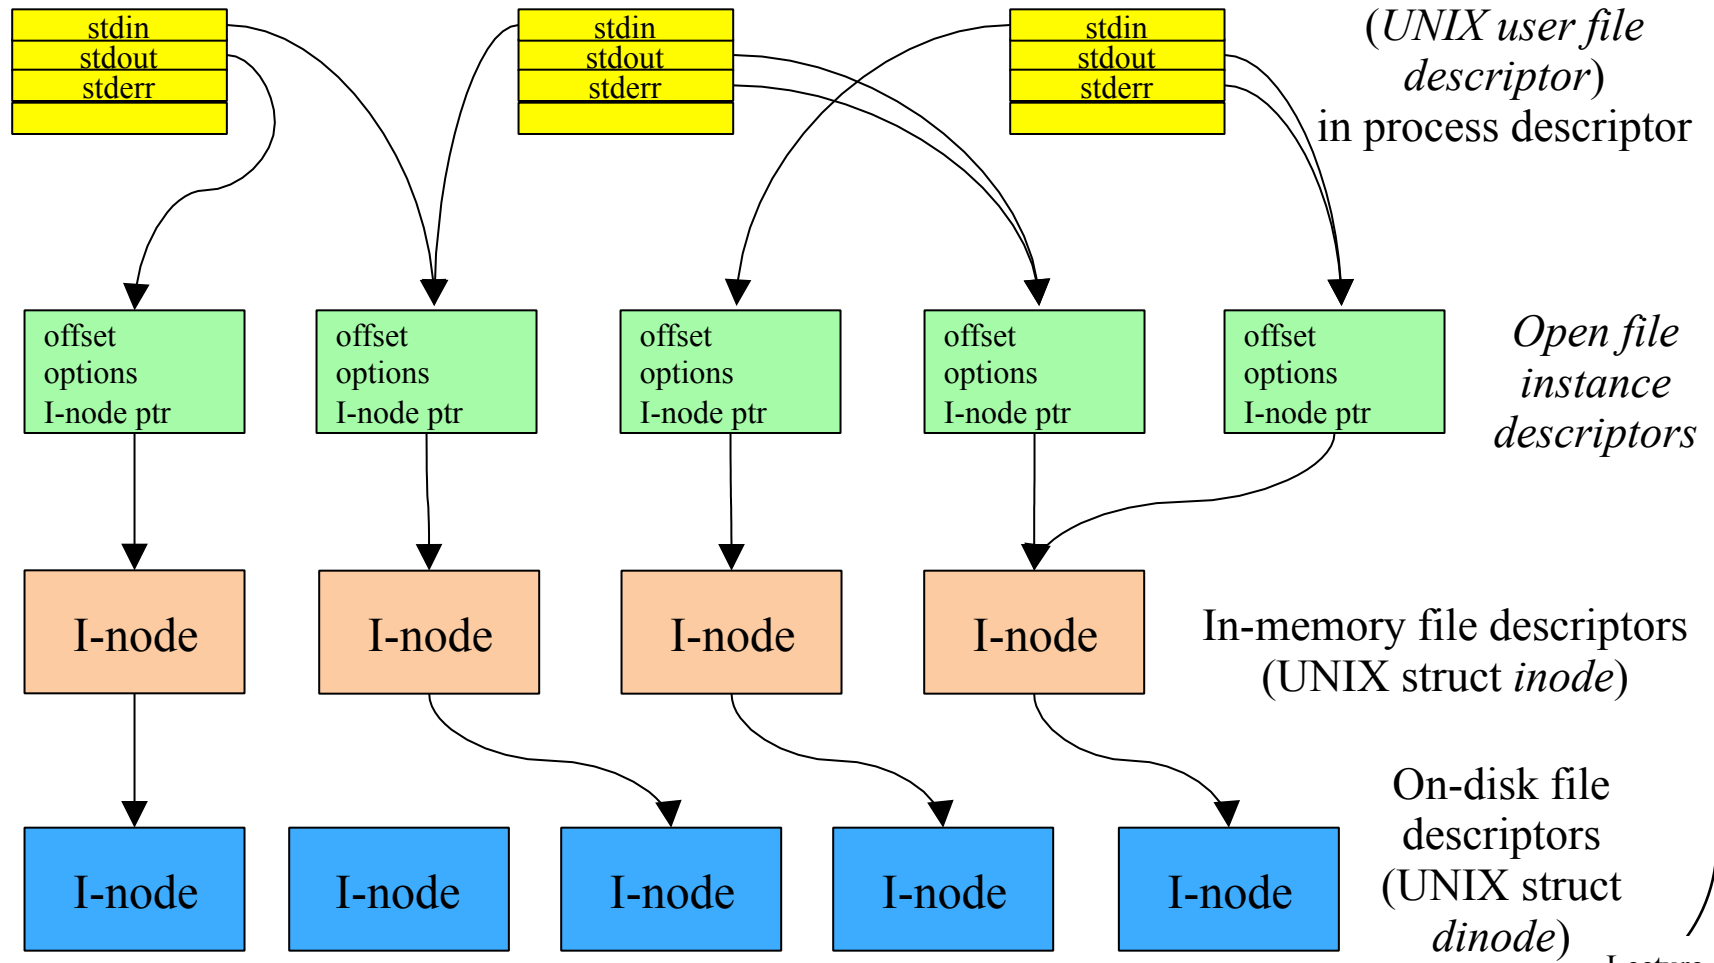 stdin
stdout
stderr
stdin
stdout
stderr
stdin
stdout
stderr
(UNIX user file
descriptor)
in process descriptor
offset
options
I-node ptr
offset
options
I-node ptr
offset
options
I-node ptr
offset
options
I-node ptr
offset
options
I-node ptr
Open file
instance
descriptors
I-node
I-node
I-node
I-node
In-memory file descriptors
(UNIX struct inode)
I-node
I-node
I-node
I-node
I-node
On-disk file
descriptors
(UNIX struct
dinode)